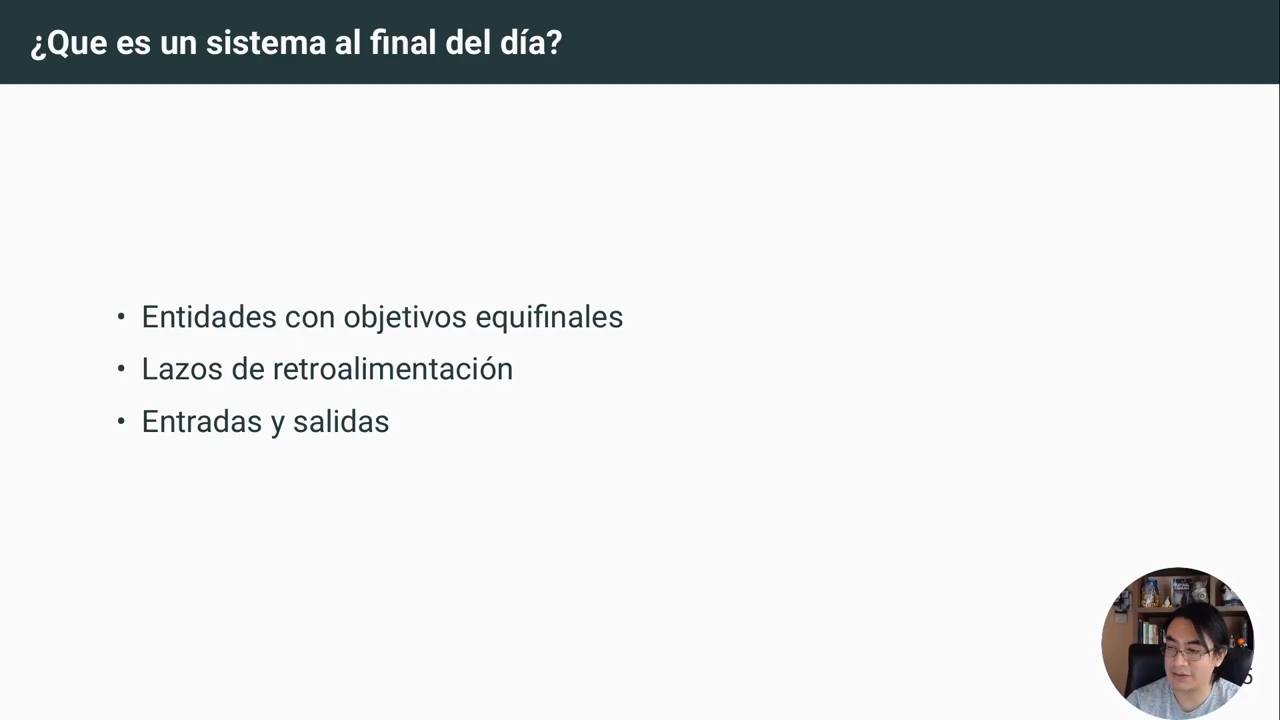 ¿Que es un sistema al final del día?
• Entidades con objetivos equifinales
• Lazos de retroalimentación
• Entradas y salidas